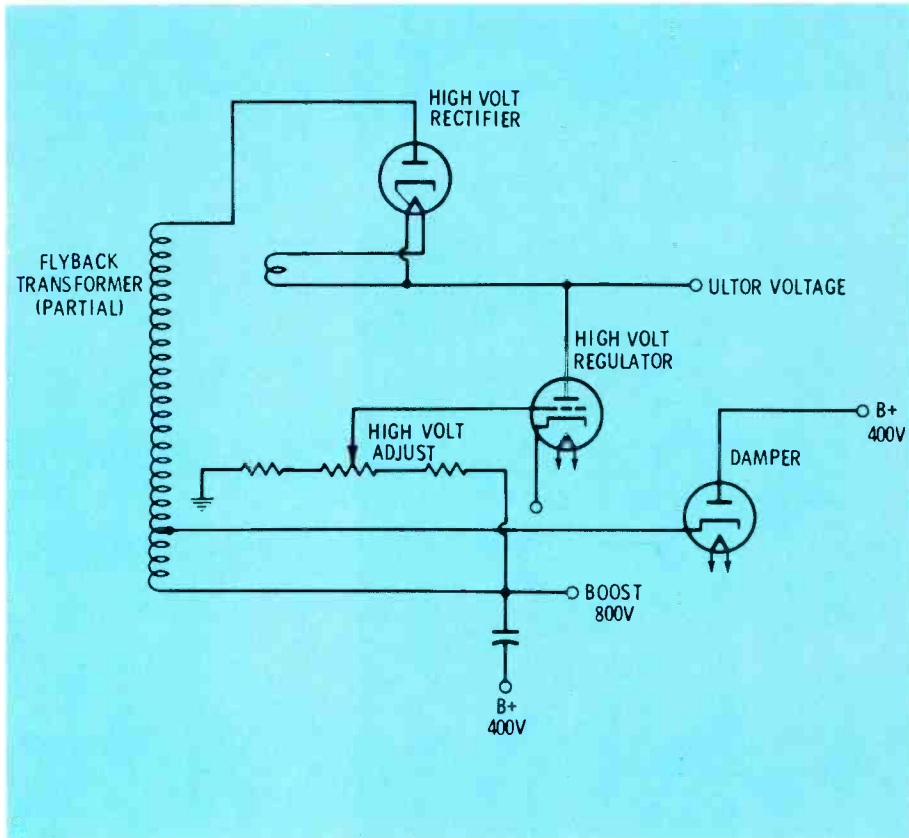 HIGH VOLT
RECTIFIER
FLYBACK
TRANSFORMER
(PARTIAL)
ULTOR VOLTAGE
HIGH VOLT
REGULATOR
B+
400V
HIGH VOLT
ADJUST
DAMPER
BOOST
800V
B+
400V